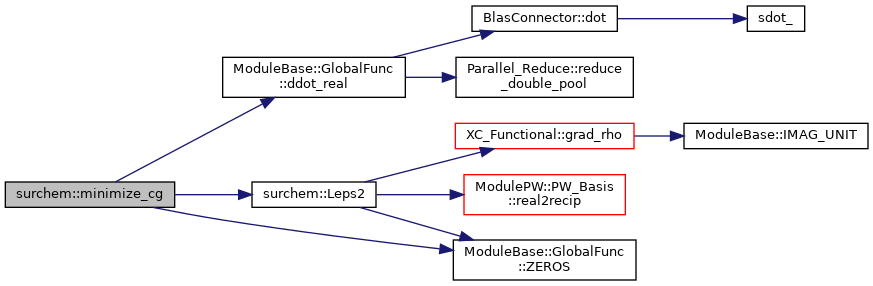 BlasConnector::dot
sdot_
ModuleBase::GlobalFunc
::ddot_real
Parallel_Reduce::reduce
_double_pool
XC_Functional::grad_rho
ModuleBase::IMAG_UNIT
surchem::minimize_cg
surchem::Leps2
ModulePW::PW_Basis
::real2recip
ModuleBase::GlobalFunc
::ZEROS